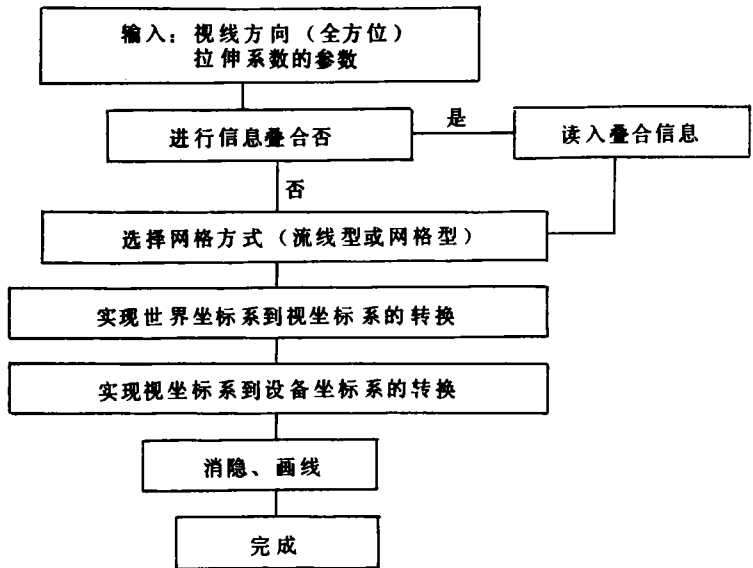 输入：视线方向（全方位）
拉伸系数的参数
进行信息叠合否
是
读入叠合信息
否
选择网格方式（流线型或网格型）
实现世界坐标系到视坐标系的转换
实现视坐标系到设备坐标系的转换
消隐、画线
完成